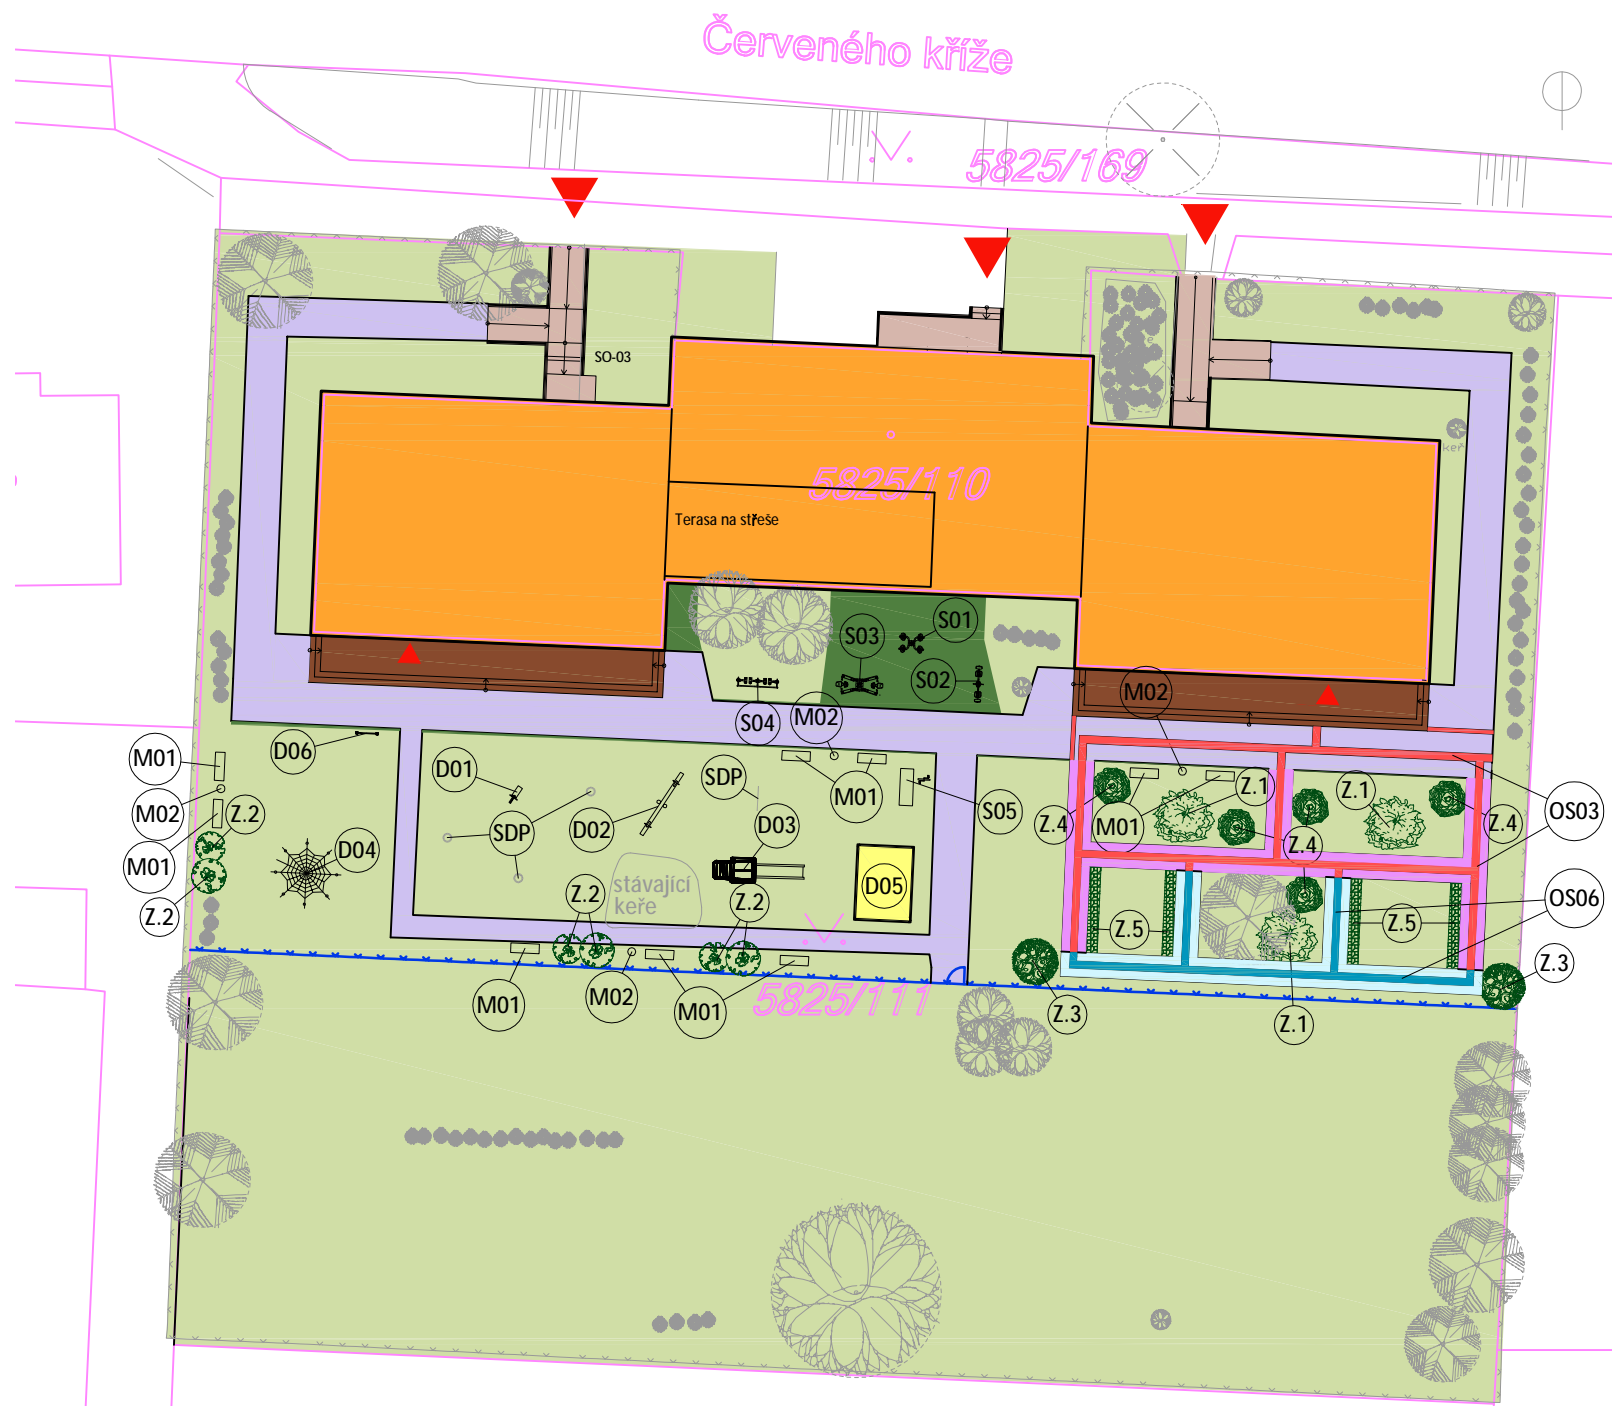 Červeného kříže
5825/169
SO-03
keř
5825/110
Terasa na střeše
S01
S03
S02
M02
S04
M02
D06
M01
D01
SDP
M01
S05
Z.1
Z.1
OS03
M02
Z.2
SDP
D02
D03
Z.4
M01
Z.4
Z.4
M01
D04
stávající
keře
D05
Z.2
Z.2
Z.2
Z.5
Z.5
OS06
Z.3
M01
M02
M01
5825/111
Z.3
Z.1